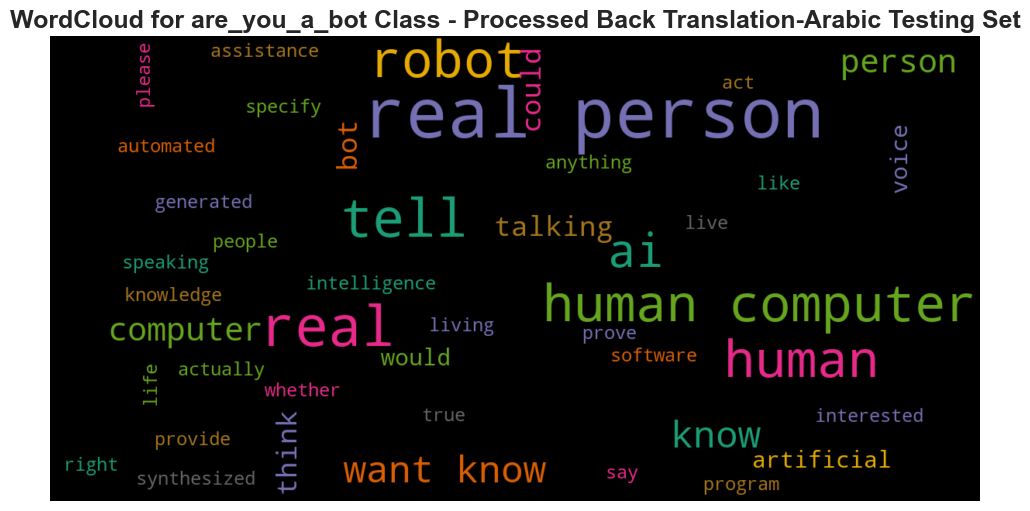 WordCloud for are_you_a_bot Class - Processed Back Translation-Arabic Testing Set
please
assistance
robot
could
person
act
specify
real person
bot
automated
anything
voice
like
generated
tell
talking
live
people
ai
speaking
intelligence
knowledge
human computer
computer
real
living
prove
would
software
human
life
actually
whether
true
interested
think
know
provide
right
synthesized
want know
say
artificial
program